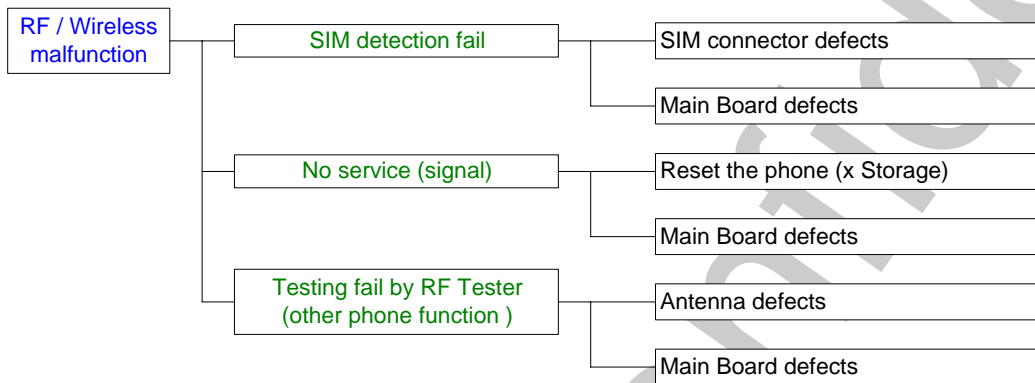 RF / Wireless
malfunction
SIM detection fail
SIM connector defects
Main Board defects
No service (signal)
Reset the phone (x Storage)
Main Board defects
Testing fail by RF Tester
(other phone function )
Antenna defects
Main Board defects